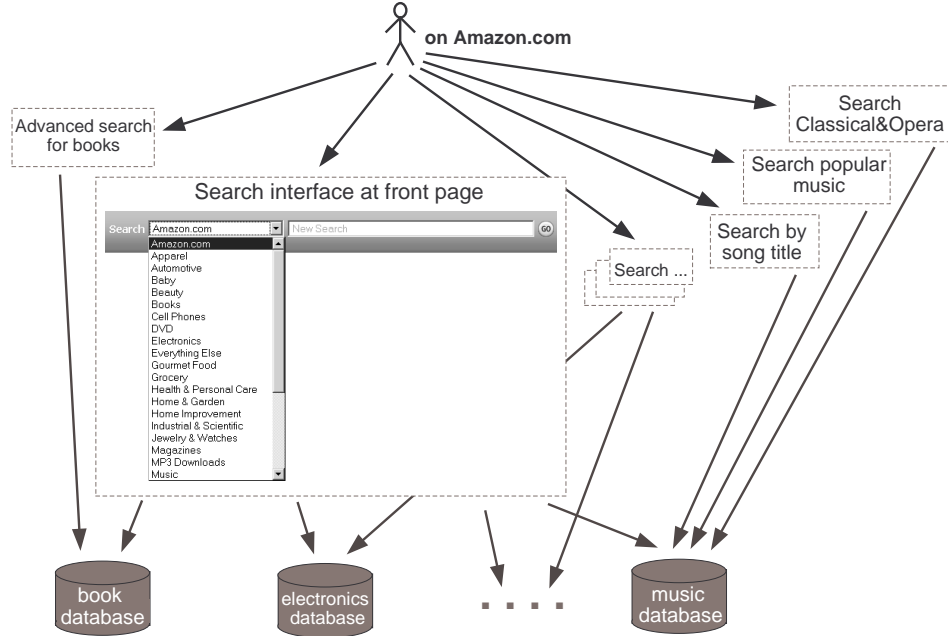 on Amazon.com
Advanced search
for books
Search
Classical&Opera
Search popular
music
Search by
song title
Search interface at front page
Search Amazon.com New Search GO
Amazon.com
Apparel
Automotive
Baby
Beauty
Books
Cell Phones
DVD
Electronics
Everything Else
Gourmet Food
Grocery
Health & Personal Care
Home & Garden
Home Improvement
Industrial & Scientific
Jewelry & Watches
Magazines
MP3 Downloads
Music
Search ...
book
database
electronics
database
music
database